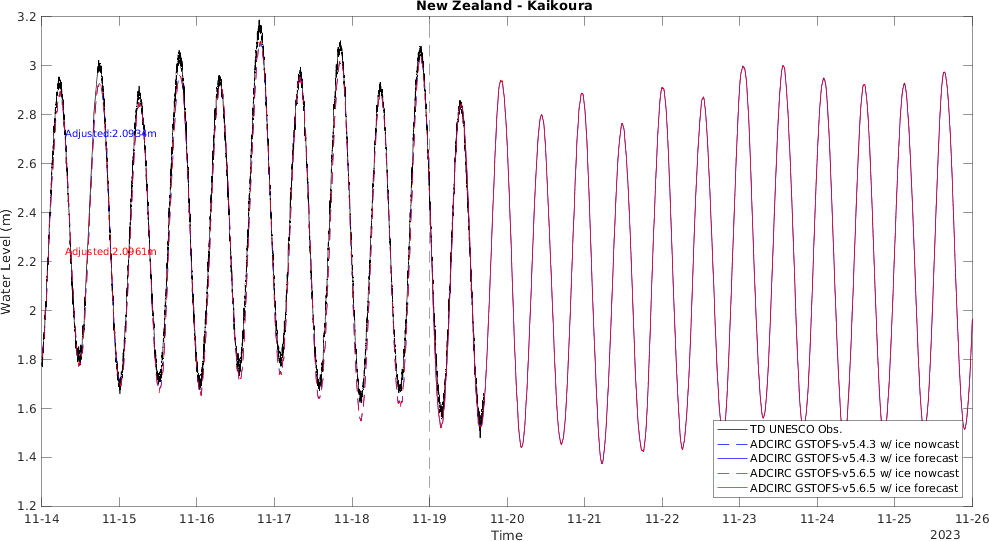 New Zealand - Kaikoura
3.2
3
2.8
2.6
2.4
2.2
2
1.8
1.6
1.4
1.2
Water Level (m)
Adjusted:2.0934m
Adjusted:2.0961m
TD UNESCO Obs.
ADCIRC GSTOFS-v5.4.3 w/ ice nowcast
ADCIRC GSTOFS-v5.4.3 w/ ice forecast
ADCIRC GSTOFS-v5.6.5 w/ ice nowcast
ADCIRC GSTOFS-v5.6.5 w/ ice forecast
11-14 11-15 11-16 11-17 11-18 11-19 11-20 11-21 11-22 11-23 11-24 11-25 11-26
Time
2023